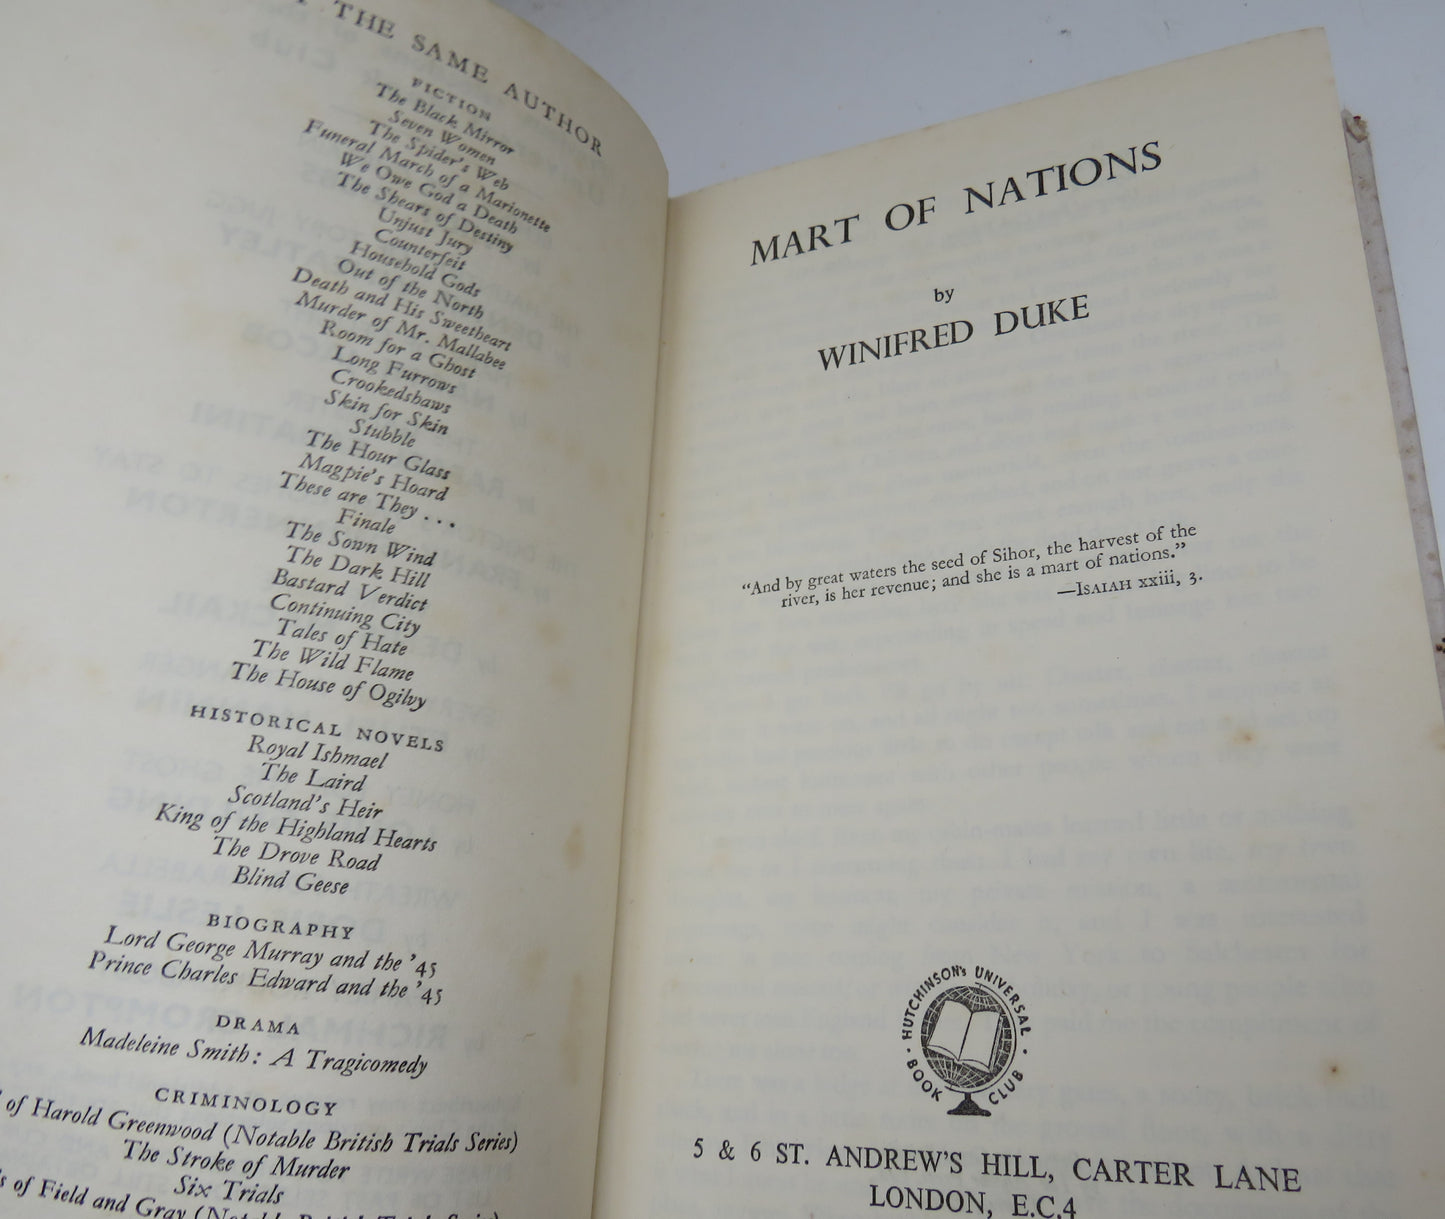 THE SAME AUTHOR
FICTION
The Black Mirror
Seven Women
The Spider's Web
Funeral March of a Marionette
We Owe God a Death
The Shears of Destiny
Unjust Jury
Counterfeit
Household Gods
Out of the North
Death and His Sweetheart
Murder of Mr. Mallabee
Room for a Ghost
Long Furrows
Crookedshaws
Skin for Skin
Stubble
The Hour Glass
Magpie's Hoard
These are They . . .
Finale
The Sown Wind
The Dark Hill
Bastard Verdict
Continuing City
Tales of Hate
The Wild Flame
The House of Ogilvy
HISTORICAL NOVELS
Royal Ishmael
The Laird
Scotland's Heir
King of the Highland Hearts
The Drove Road
Blind Geese
BIOGRAPHY
Lord George Murray and the '45
Prince Charles Edward and the '45
DRAMA
Madeleine Smith: A Tragicomedy
CRIMINOLOGY
of Harold Greenwood (Notable British Trials Series)
The Stroke of Murder
Six Trials
of Field and Gray (Notable British Trials Series)
MART OF NATIONS
by
WINIFRED DUKE
"And by great waters the seed of Sihor, the harvest of the
river, is her revenue; and she is a mart of nations."
—ISAIAH xxiii, 3.
HUTCHINSON'S UNIVERSAL
BOOK CLUB
5 & 6 ST. ANDREW'S HILL, CARTER LANE
LONDON, E.C.4